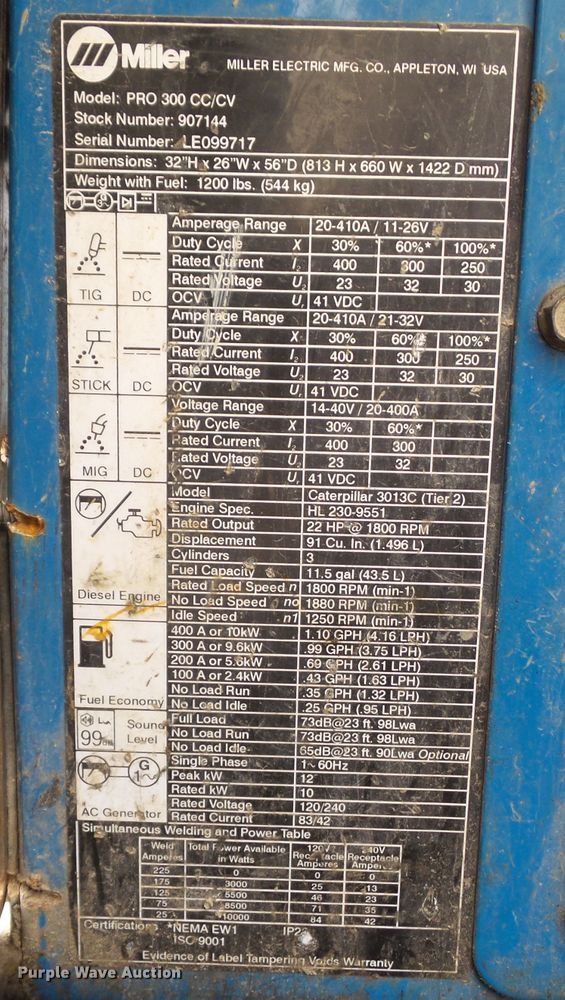 Miller
MILLER ELECTRIC MFG. CO., APPLETON, WI USA
Model: PRO 300 CC/CV
Stock Number: 907144
Serial Number: LE099717
Dimensions: 32"H x 26"W x 56"D (813 H x 660 W x 1422 D mm)
Weight with Fuel: 1200 lbs. (544 kg)
TIG DC
Amperage Range 20-410A / 11-26V
Duty Cycle X 30% 60%* 100%*
Rated Current I2 400 300 250
Rated Voltage U2 23 32 30
OCV Ur 41 VDC
STICK DC
Amperage Range 20-410A / 21-32V
Duty Cycle X 30% 60%* 100%*
Rated Current I2 400 300 250
Rated Voltage U2 23 32 30
OCV Ur 41 VDC
MIG DC
Voltage Range 14-40V / 20-400A
Duty Cycle X 30% 60%*
Rated Current I2 400 300
Rated Voltage U2 23 32
OCV Ur 41 VDC
Diesel Engine
Model Caterpillar 3013C (Tier 2)
Engine Spec. HL 230-9551
Rated Output 22 HP @ 1800 RPM
Displacement 91 Cu. In. (1.496 L)
Cylinders 3
Fuel Capacity 11.5 gal (43.5 L)
Rated Load Speed n 1800 RPM (min-1)
No Load Speed no 1880 RPM (min-1)
Idle Speed n1 1250 RPM (min-1)
Fuel Economy
400 A or 10kW 1.10 GPH (4.16 LPH)
300 A or 9.6kW .99 GPH (3.75 LPH)
200 A or 5.6kW .69 GPH (2.61 LPH)
100 A or 2.4kW .43 GPH (1.63 LPH)
No Load Run .35 GPH (1.32 LPH)
No Load Idle .25 GPH (.95 LPH)
99 Sound Level
Full Load 73dB@23 ft. 98Lwa
No Load Run 73dB@23 ft. 98Lwa
No Load Idle 65dB@23 ft. 90Lwa Optional
G 1~
AC Generator
Single Phase 1~60Hz
Peak kW 12
Rated kW 10
Rated Voltage 120/240
Rated Current 83/42
Simultaneous Welding and Power Table
Weld Amperes Total Power Available in Watts 120V Receptacle Amperes 240V Receptacle Amperes
225 0 0 0
175 3000 25 13
125 5500 46 23
75 8500 71 35
25 10000 84 42
Certifications *NEMA EW1
ISO 9001
Evidence of Label Tampering Voids Warranty
Purple Wave Auction